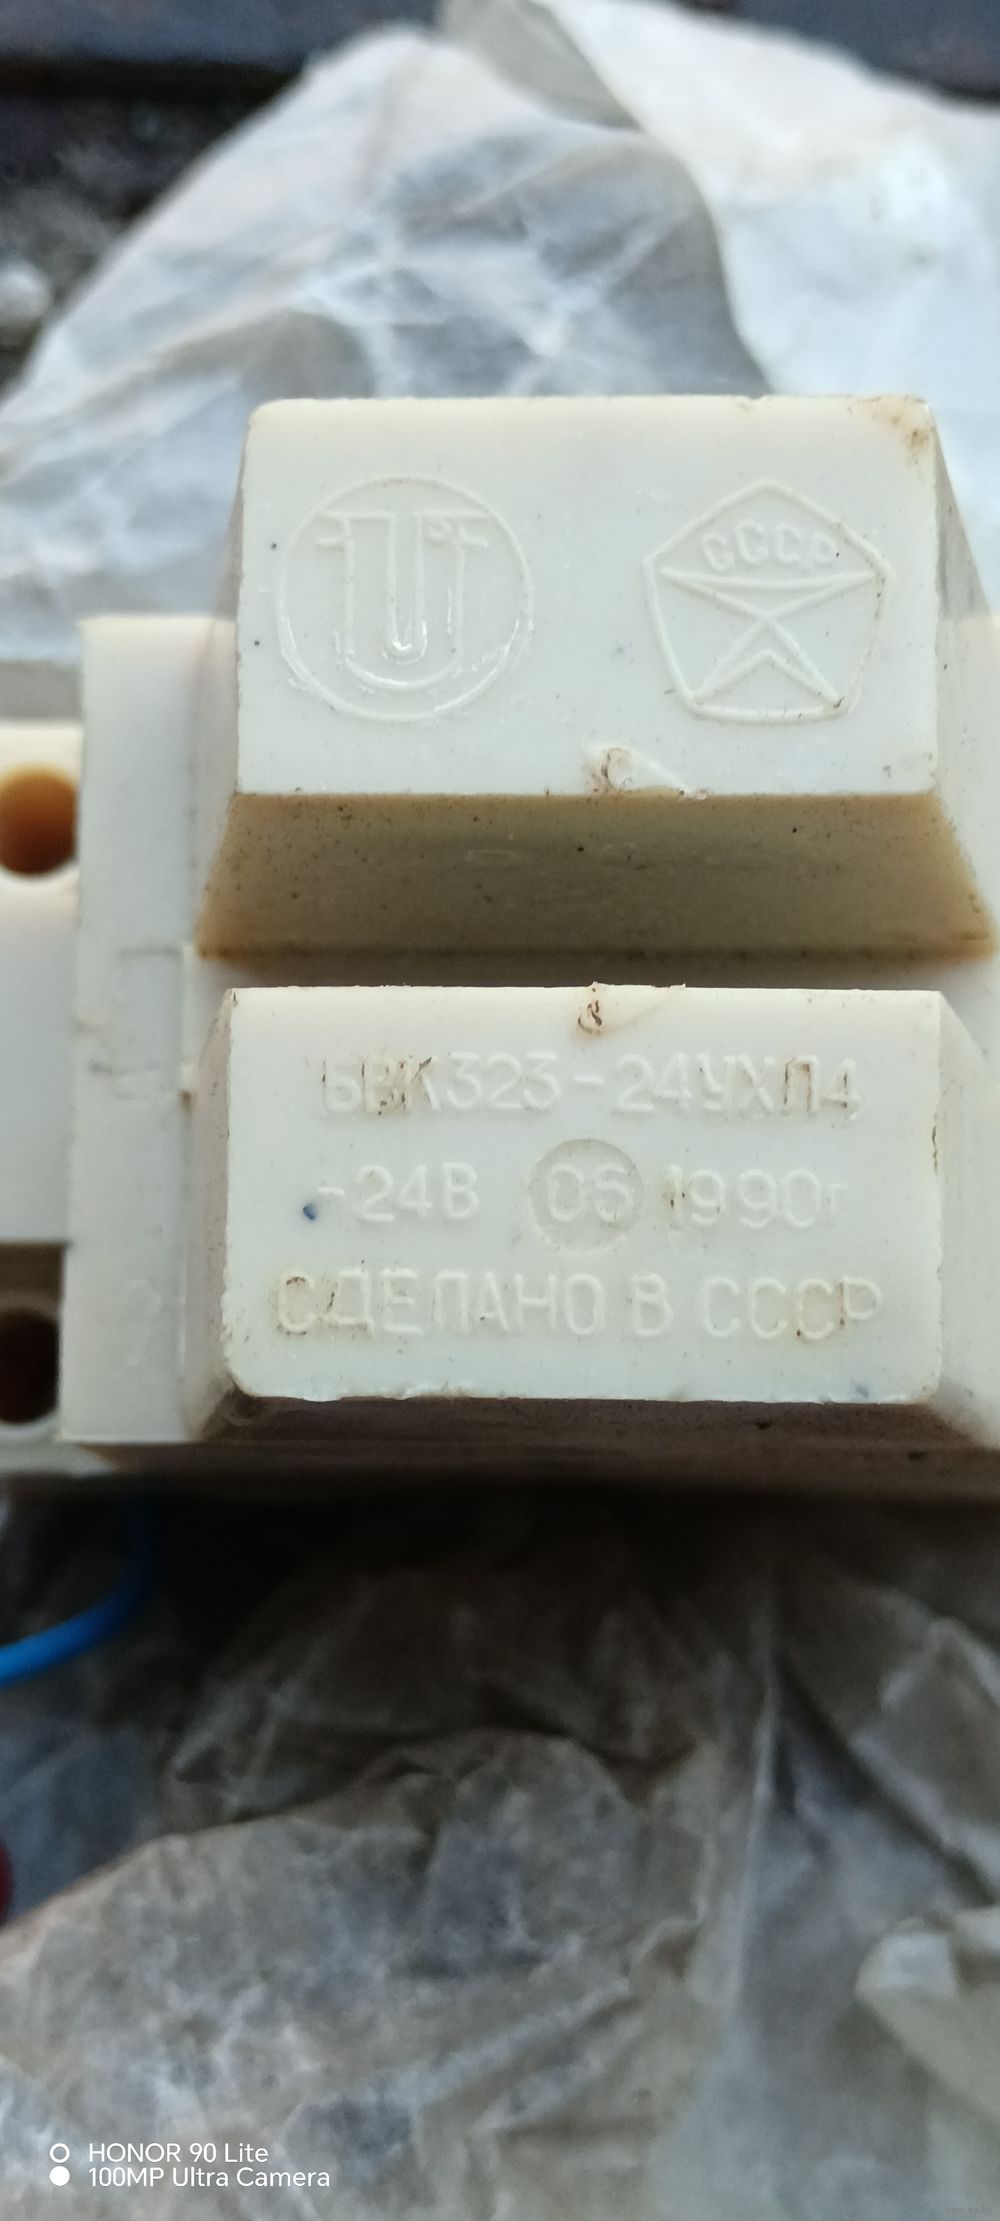 СССР
БВК323-24УХЛ4
-24В 06 1990г
СДЕЛАНО В СССР
HONOR 90 Lite
100MP Ultra Camera